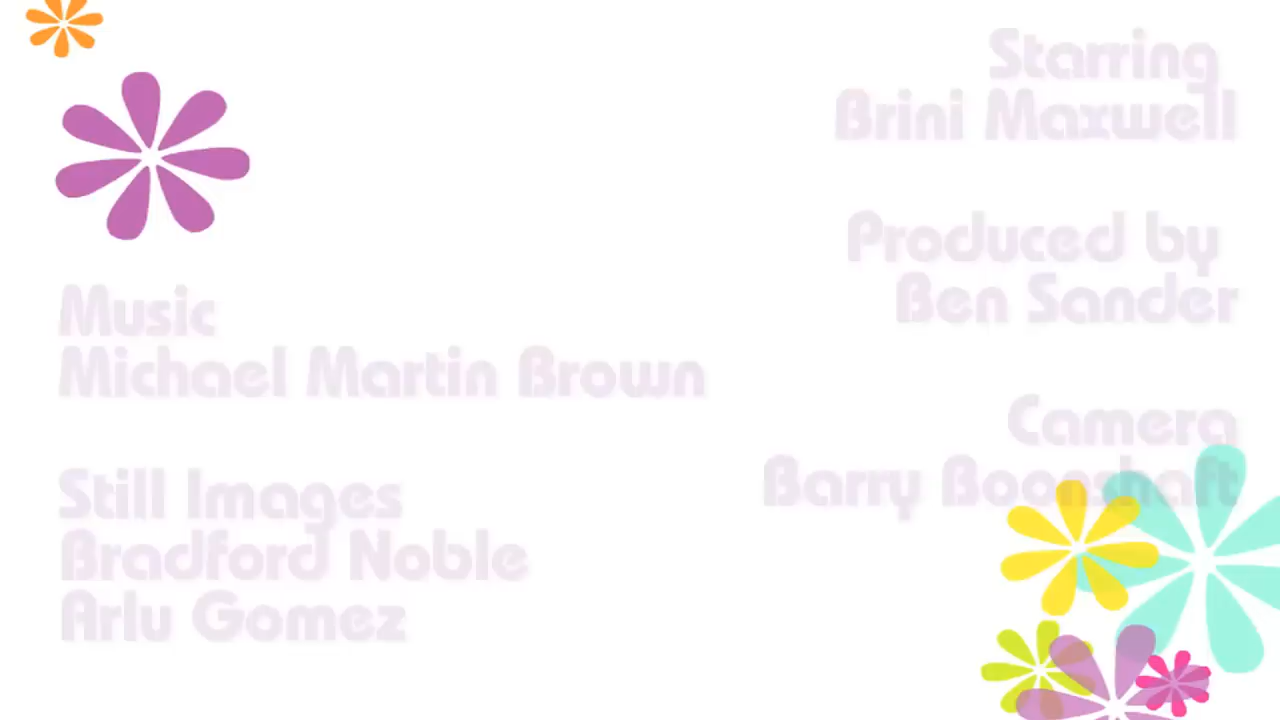 Starring
Brini Maxwell
Produced by
Ben Sander
Camera
Barry Boonshaft
Music
Michael Martin Brown
Still Images
Bradford Noble
Arlu Gomez